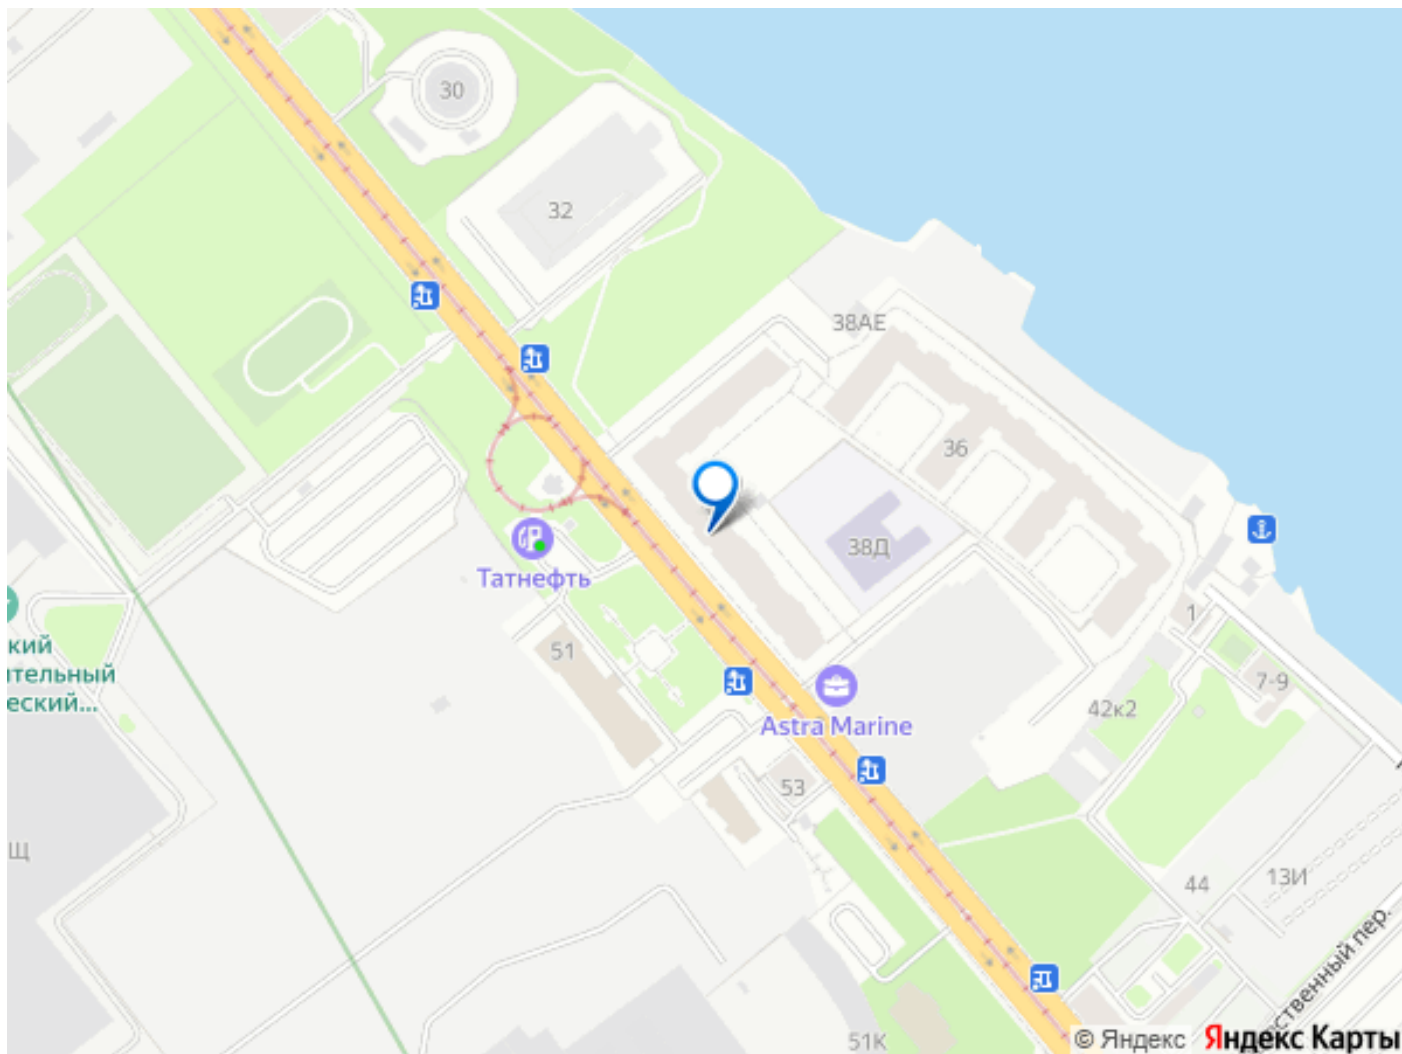 30
32
38АЕ
36
38Д
Татнефть
1
кий
ительный
еский...
51
7-9
42к2
Astra Marine
53
Щ
44
13И
ственный пер.
51К
© Яндекс Яндекс Карты